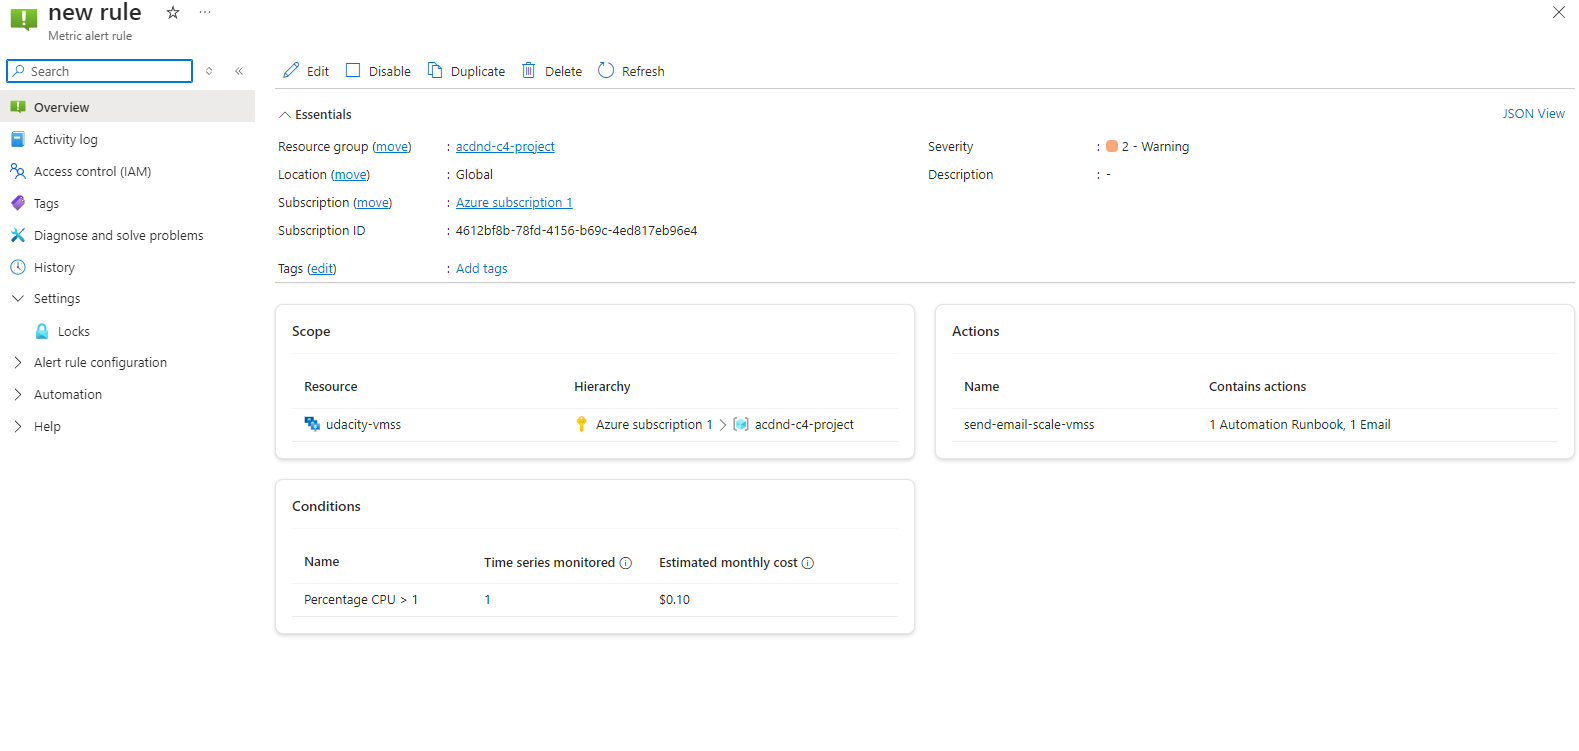 new rule
Metric alert rule
Search
Edit Disable Duplicate Delete Refresh
Overview
Activity log
Access control (IAM)
Tags
Diagnose and solve problems
History
Settings
Locks
Alert rule configuration
Automation
Help
Essentials
JSON View
Resource group (move) : acdnd-c4-project
Location (move) : Global
Subscription (move) : Azure subscription 1
Subscription ID : 4612bf8b-78fd-4156-b69c-4ed817eb96e4
Tags (edit) : Add tags
Severity : 2 - Warning
Description : -
Scope
Resource Hierarchy
udacity-vmss Azure subscription 1 > acdnd-c4-project
Actions
Name Contains actions
send-email-scale-vmss 1 Automation Runbook, 1 Email
Conditions
Name Time series monitored Estimated monthly cost
Percentage CPU > 1 1 $0.10